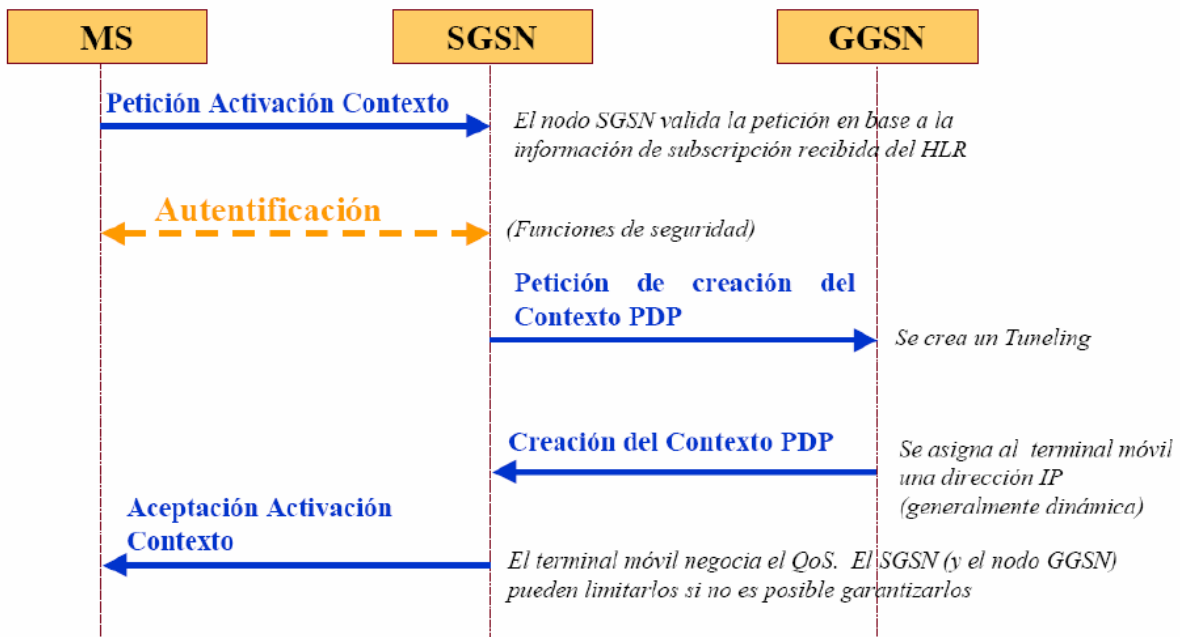 MS
SGSN
GGSN
Petición Activación Contexto
El nodo SGSN valida la petición en base a la
información de subscripción recibida del HLR
Autentificación
(Funciones de seguridad)
Petición de creación del
Contexto PDP
Se crea un Tuneling
Creación del Contexto PDP
Se asigna al terminal móvil
una dirección IP
(generalmente dinámica)
Aceptación Activación
Contexto
El terminal móvil negocia el QoS. El SGSN (y el nodo GGSN)
pueden limitarlos si no es posible garantizarlos